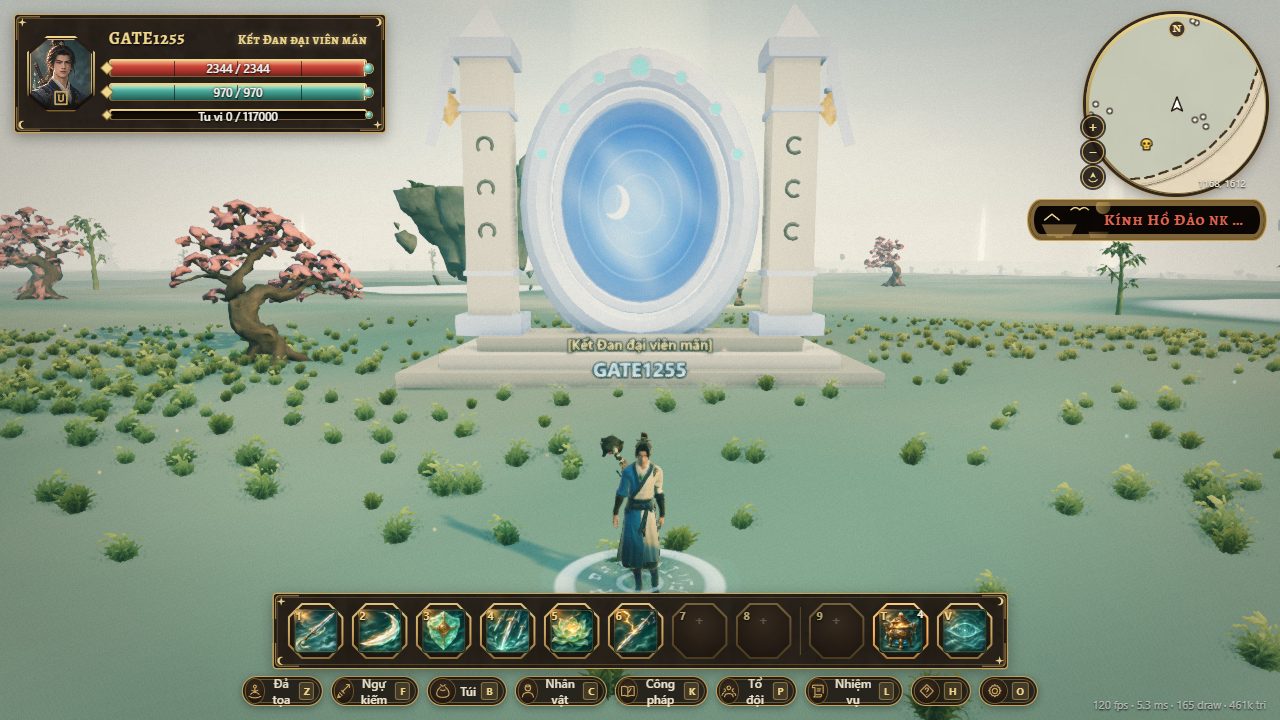 GATE1255
Kết Đan đại viên mãn
2344 / 2344
970 / 970
Tu vi 0 / 117000
U
N
+
−
1168, 1612
Kính Hồ Đảo NK ...
[Kết Đan đại viên mãn]
GATE1255
1
2
3
4
5
6
7
+
8
+
9
+
T
4
V
Đả tọa
Z
Ngự kiếm
F
Túi
B
Nhân vật
C
Công pháp
K
Tổ đội
P
Nhiệm vụ
L
H
O
120 fps · 5.3 ms · 165 draw · 461k tri